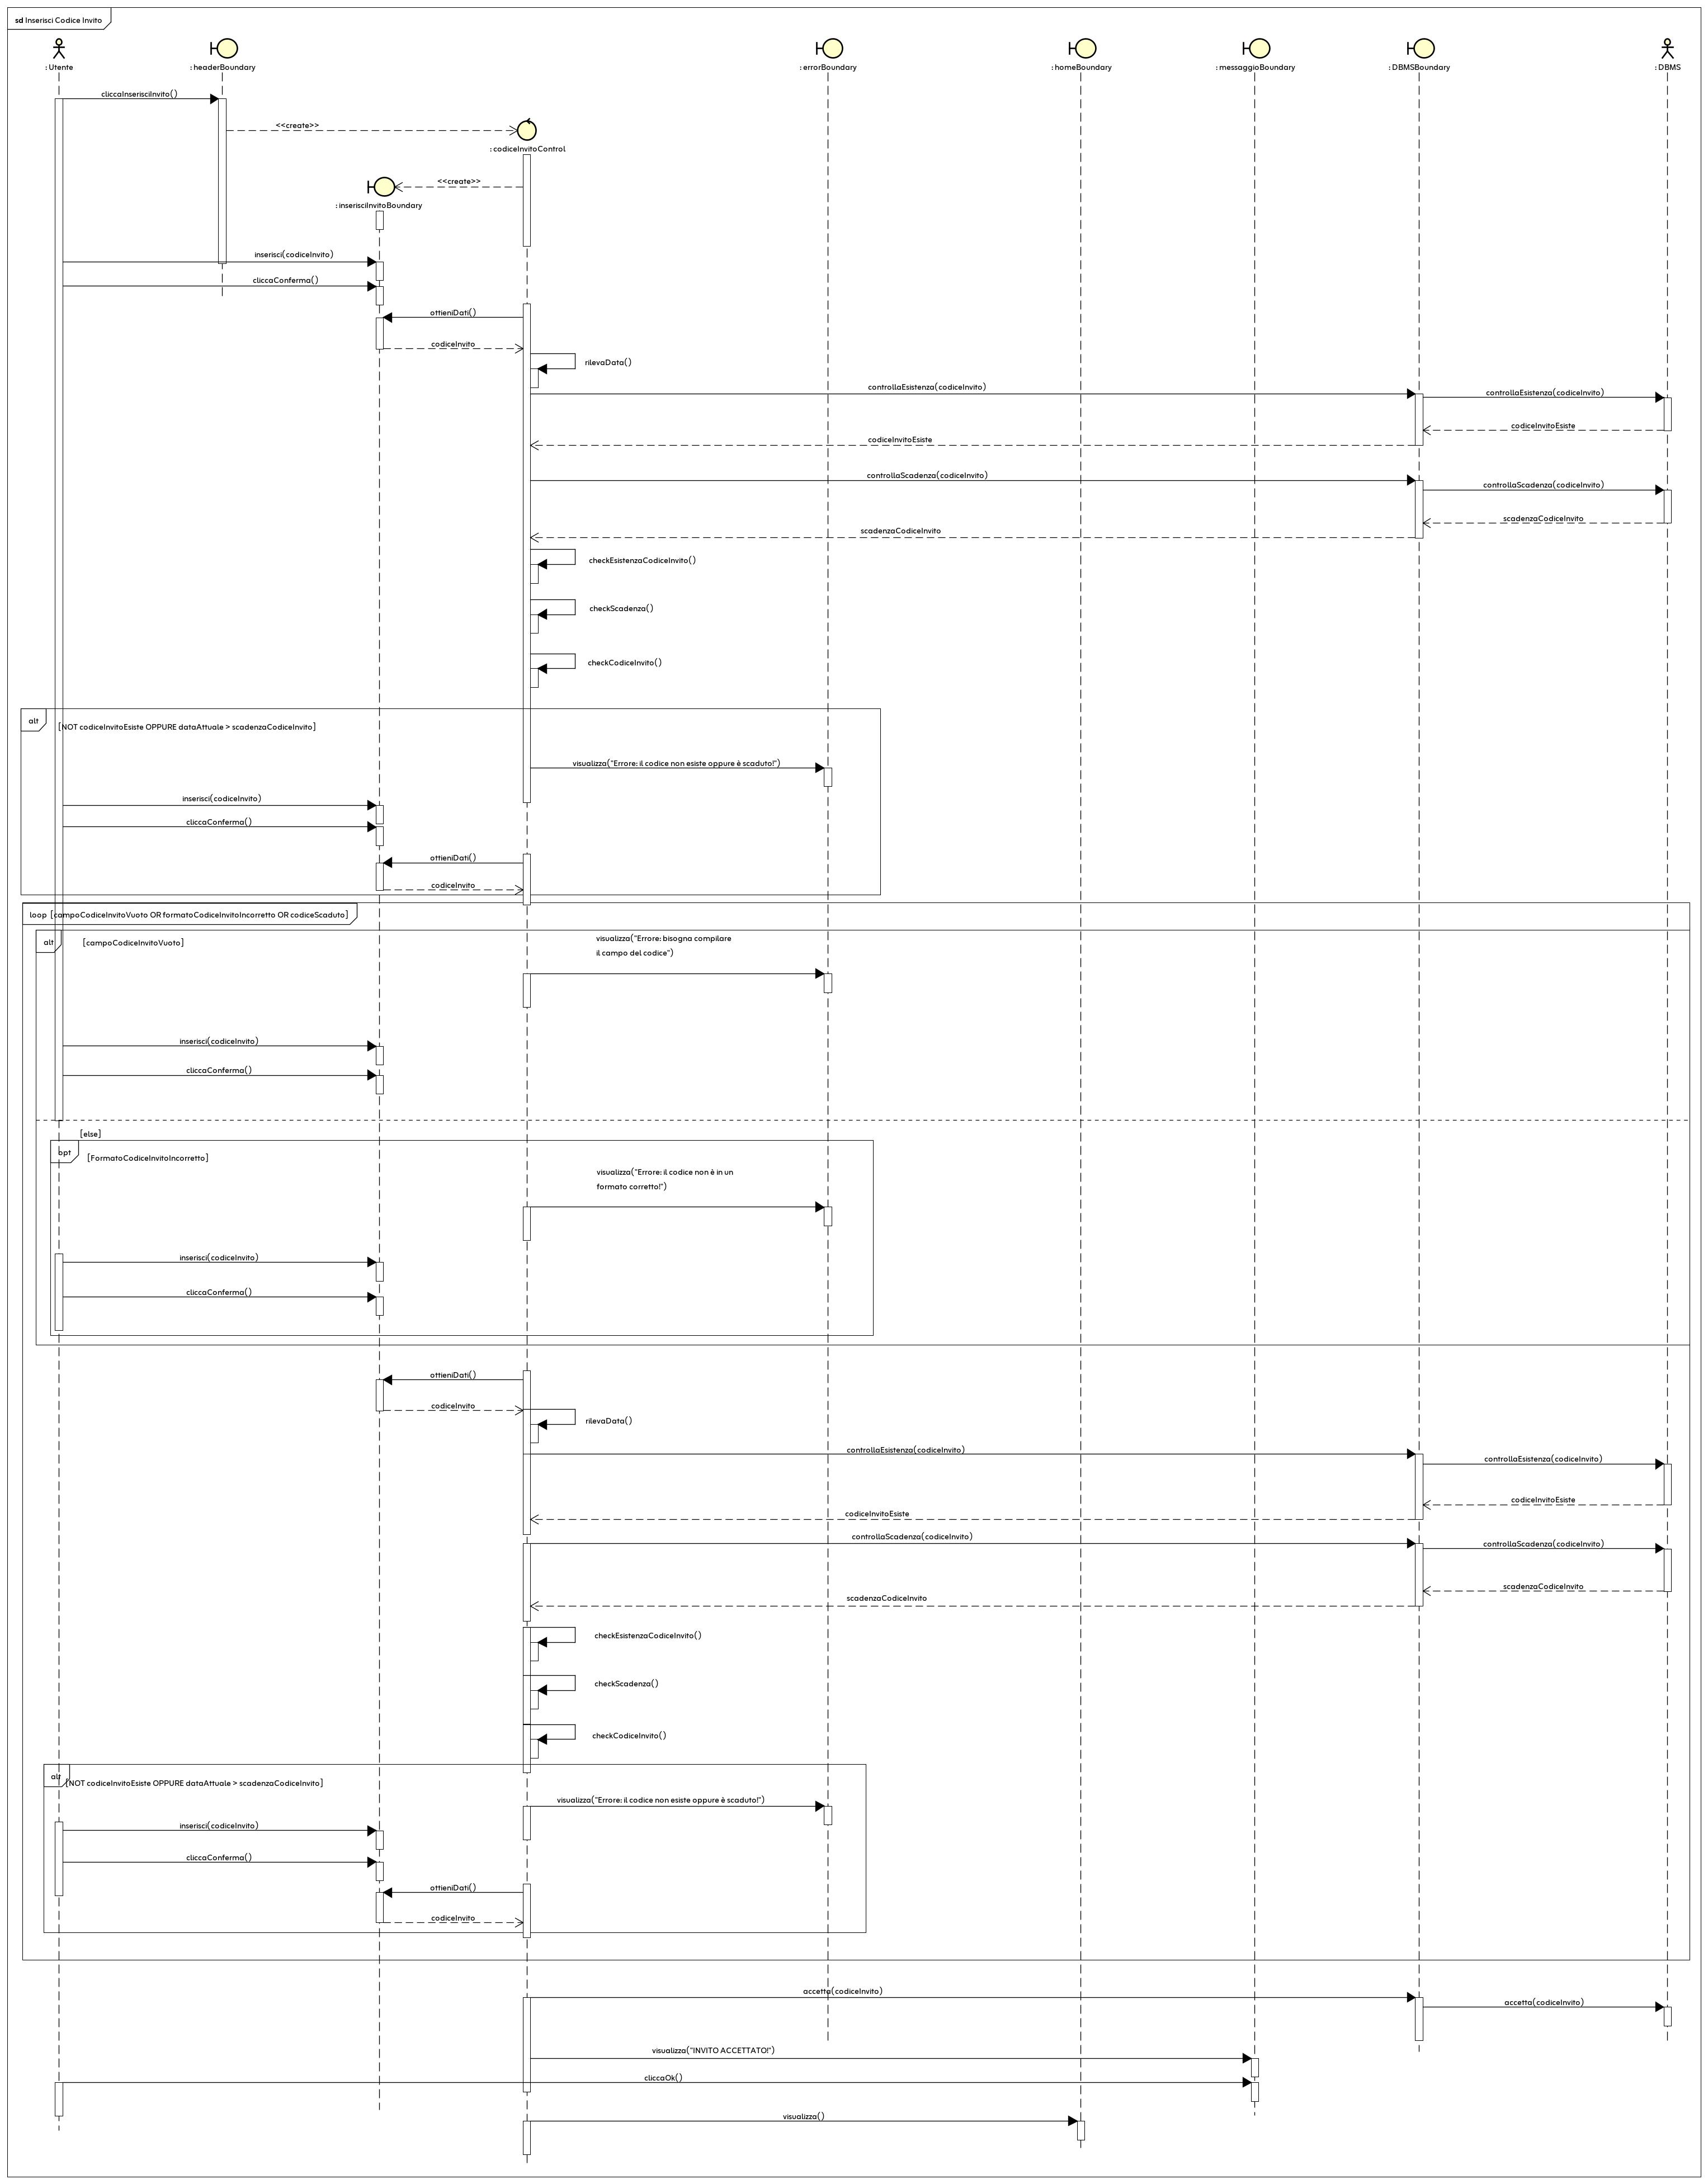 sd Inserisci Codice Invito
: Utente
: headerBoundary
: errorBoundary
: homeBoundary
: messaggioBoundary
: DBMSBoundary
: DBMS
cliccaInserisciInvito()
<<create>>
: codiceInvitoControl
<<create>>
: inserisciInvitoBoundary
inserisci(codiceInvito)
cliccaConferma()
ottieniDati()
codiceInvito
rilevaData()
controllaEsistenza(codiceInvito)
controllaEsistenza(codiceInvito)
codiceInvitoEsiste
codiceInvitoEsiste
controllaScadenza(codiceInvito)
controllaScadenza(codiceInvito)
scadenzaCodiceInvito
scadenzaCodiceInvito
checkEsistenzaCodiceInvito()
checkScadenza()
checkCodiceInvito()
alt
[NOT codiceInvitoEsiste OPPURE dataAttuale > scadenzaCodiceInvito]
visualizza("Errore: il codice non esiste oppure è scaduto!")
inserisci(codiceInvito)
cliccaConferma()
ottieniDati()
codiceInvito
loop [campoCodiceInvitoVuoto OR formatoCodiceInvitoIncorretto OR codiceScaduto]
alt
[campoCodiceInvitoVuoto]
visualizza("Errore: bisogna compilare
il campo del codice")
inserisci(codiceInvito)
cliccaConferma()
[else]
opt
[FormatoCodiceInvitoIncorretto]
visualizza("Errore: il codice non è in un
formato corretto!")
inserisci(codiceInvito)
cliccaConferma()
ottieniDati()
codiceInvito
rilevaData()
controllaEsistenza(codiceInvito)
controllaEsistenza(codiceInvito)
codiceInvitoEsiste
codiceInvitoEsiste
controllaScadenza(codiceInvito)
controllaScadenza(codiceInvito)
scadenzaCodiceInvito
scadenzaCodiceInvito
checkEsistenzaCodiceInvito()
checkScadenza()
checkCodiceInvito()
alt
[NOT codiceInvitoEsiste OPPURE dataAttuale > scadenzaCodiceInvito]
visualizza("Errore: il codice non esiste oppure è scaduto!")
inserisci(codiceInvito)
cliccaConferma()
ottieniDati()
codiceInvito
accetta(codiceInvito)
accetta(codiceInvito)
visualizza("INVITO ACCETTATO!")
cliccaOk()
visualizza()